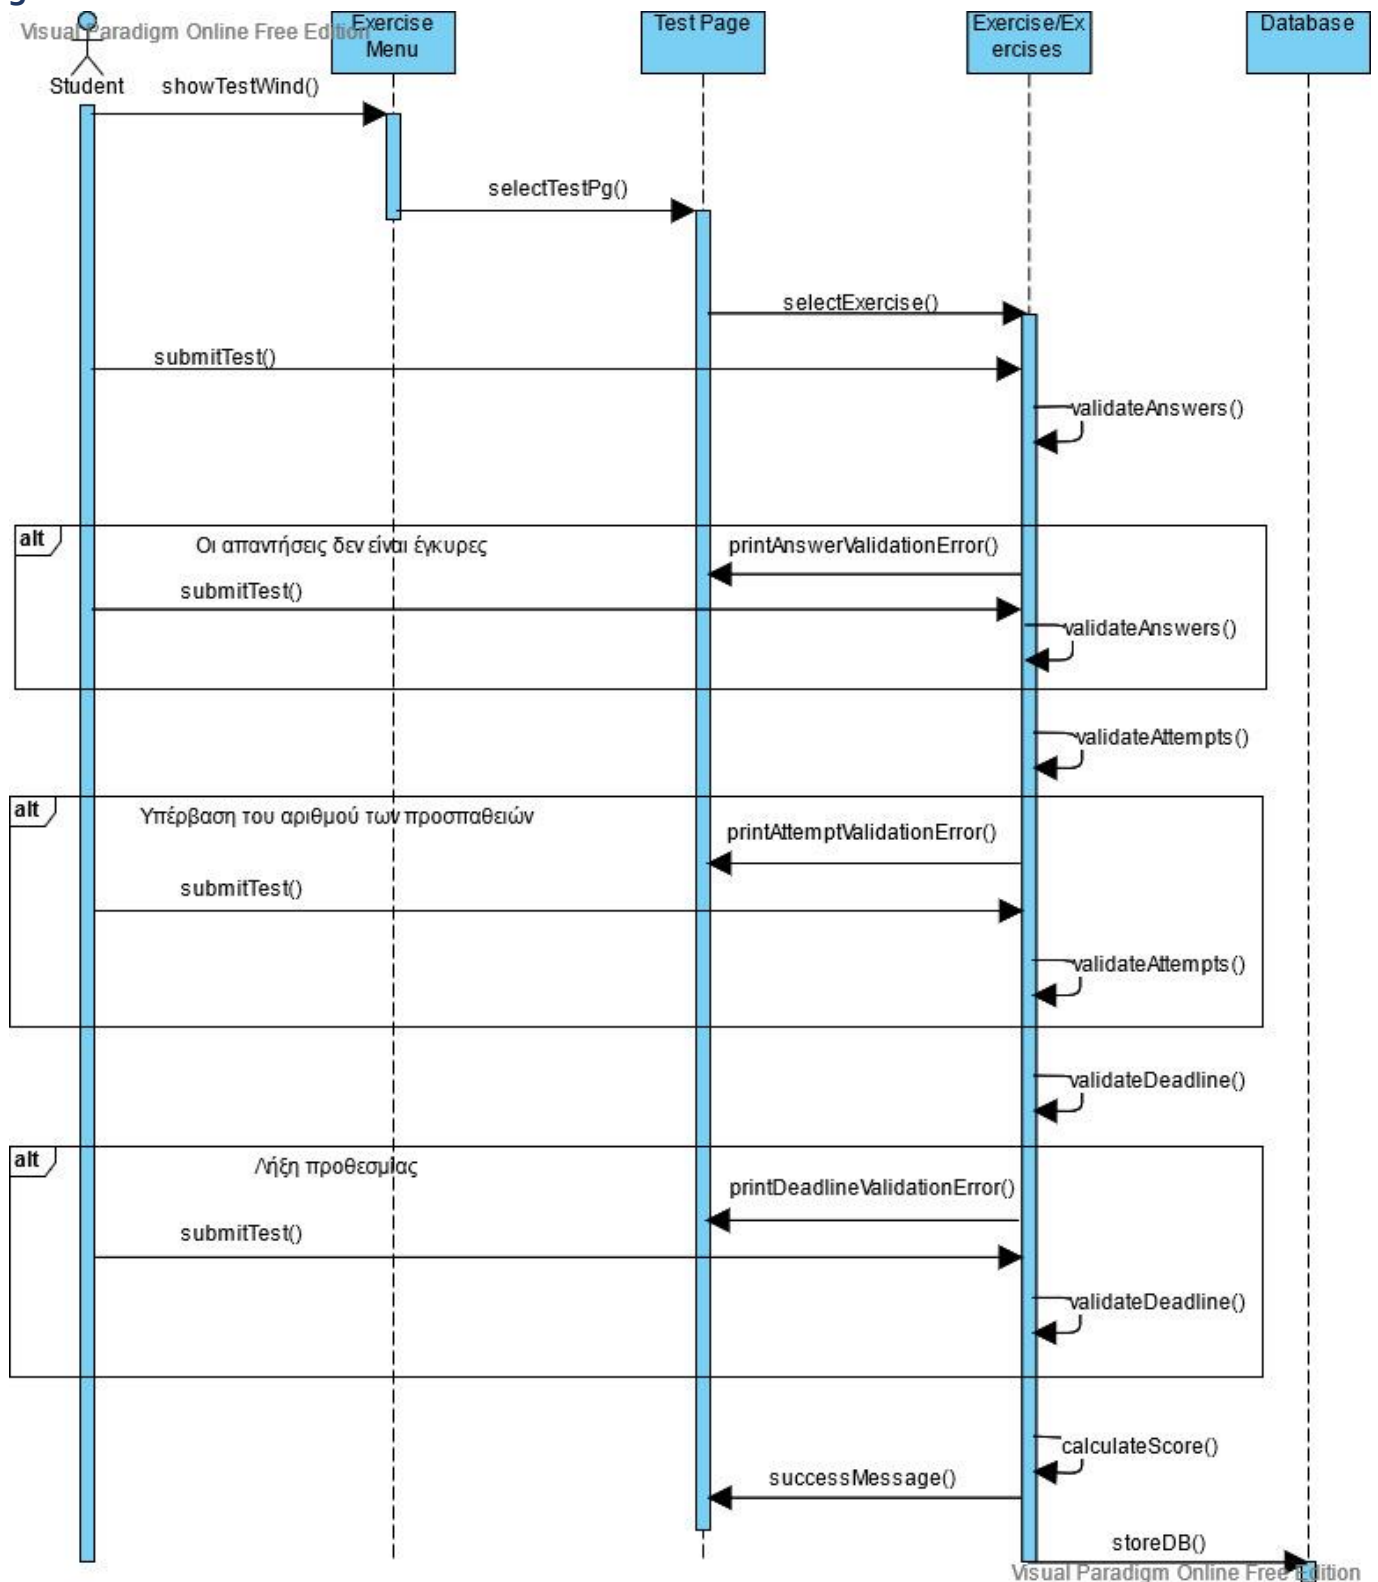 Visual Paradigm Online Free Edition
Exercise
Menu
Test Page
Exercise/Ex
ercises
Database
Student
showTestWind()
selectTestPg()
selectExercise()
submitTest()
validateAnswers()
alt
Οι απαντήσεις δεν είναι έγκυρες
printAnswerValidationError()
submitTest()
validateAnswers()
validateAttempts()
alt
Υπέρβαση του αριθμού των προσπαθειών
printAttemptValidationError()
submitTest()
validateAttempts()
validateDeadline()
alt
Λήξη προθεσμίας
printDeadlineValidationError()
submitTest()
validateDeadline()
calculateScore()
successMessage()
storeDB()
Visual Paradigm Online Free Edition